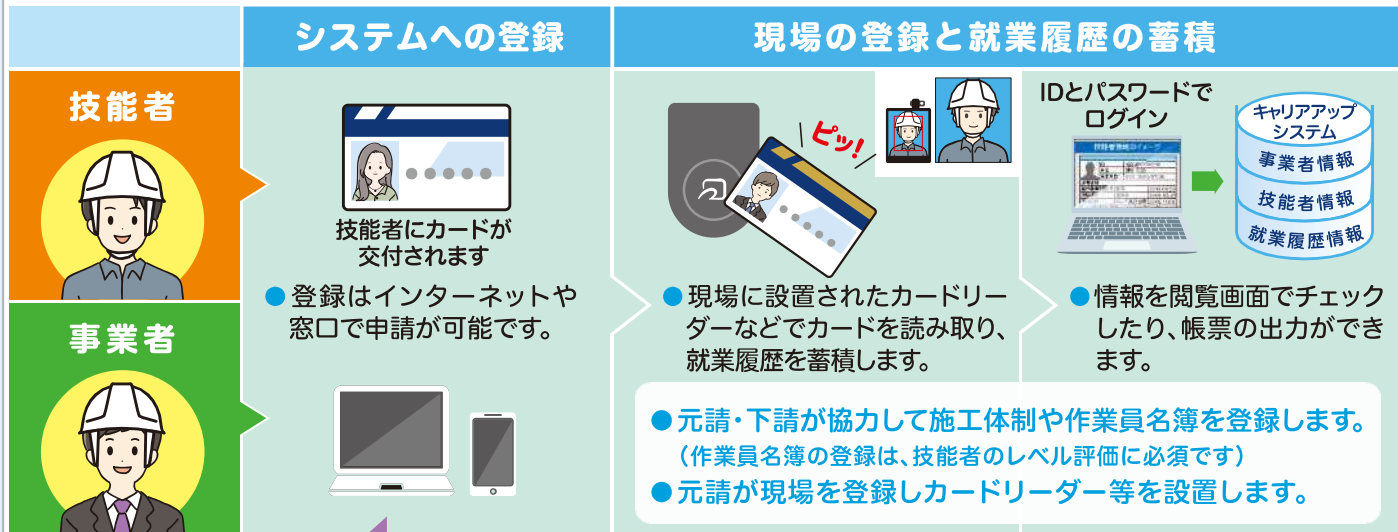 システムへの登録
現場の登録と就業履歴の蓄積
技能者
技能者にカードが
交付されます
●登録はインターネットや
窓口で申請が可能です。
ピッ!
●現場に設置されたカードリー
ダーなどでカードを読み取り、
就業履歴を蓄積します。
IDとパスワードで
ログイン
キャリアアップ
システム
事業者情報
技能者情報
就業履歴情報
●情報を閲覧画面でチェック
したり、帳票の出力ができ
ます。
事業者
●元請・下請が協力して施工体制や作業員名簿を登録します。
（作業員名簿の登録は、技能者のレベル評価に必須です）
●元請が現場を登録しカードリーダー等を設置します。